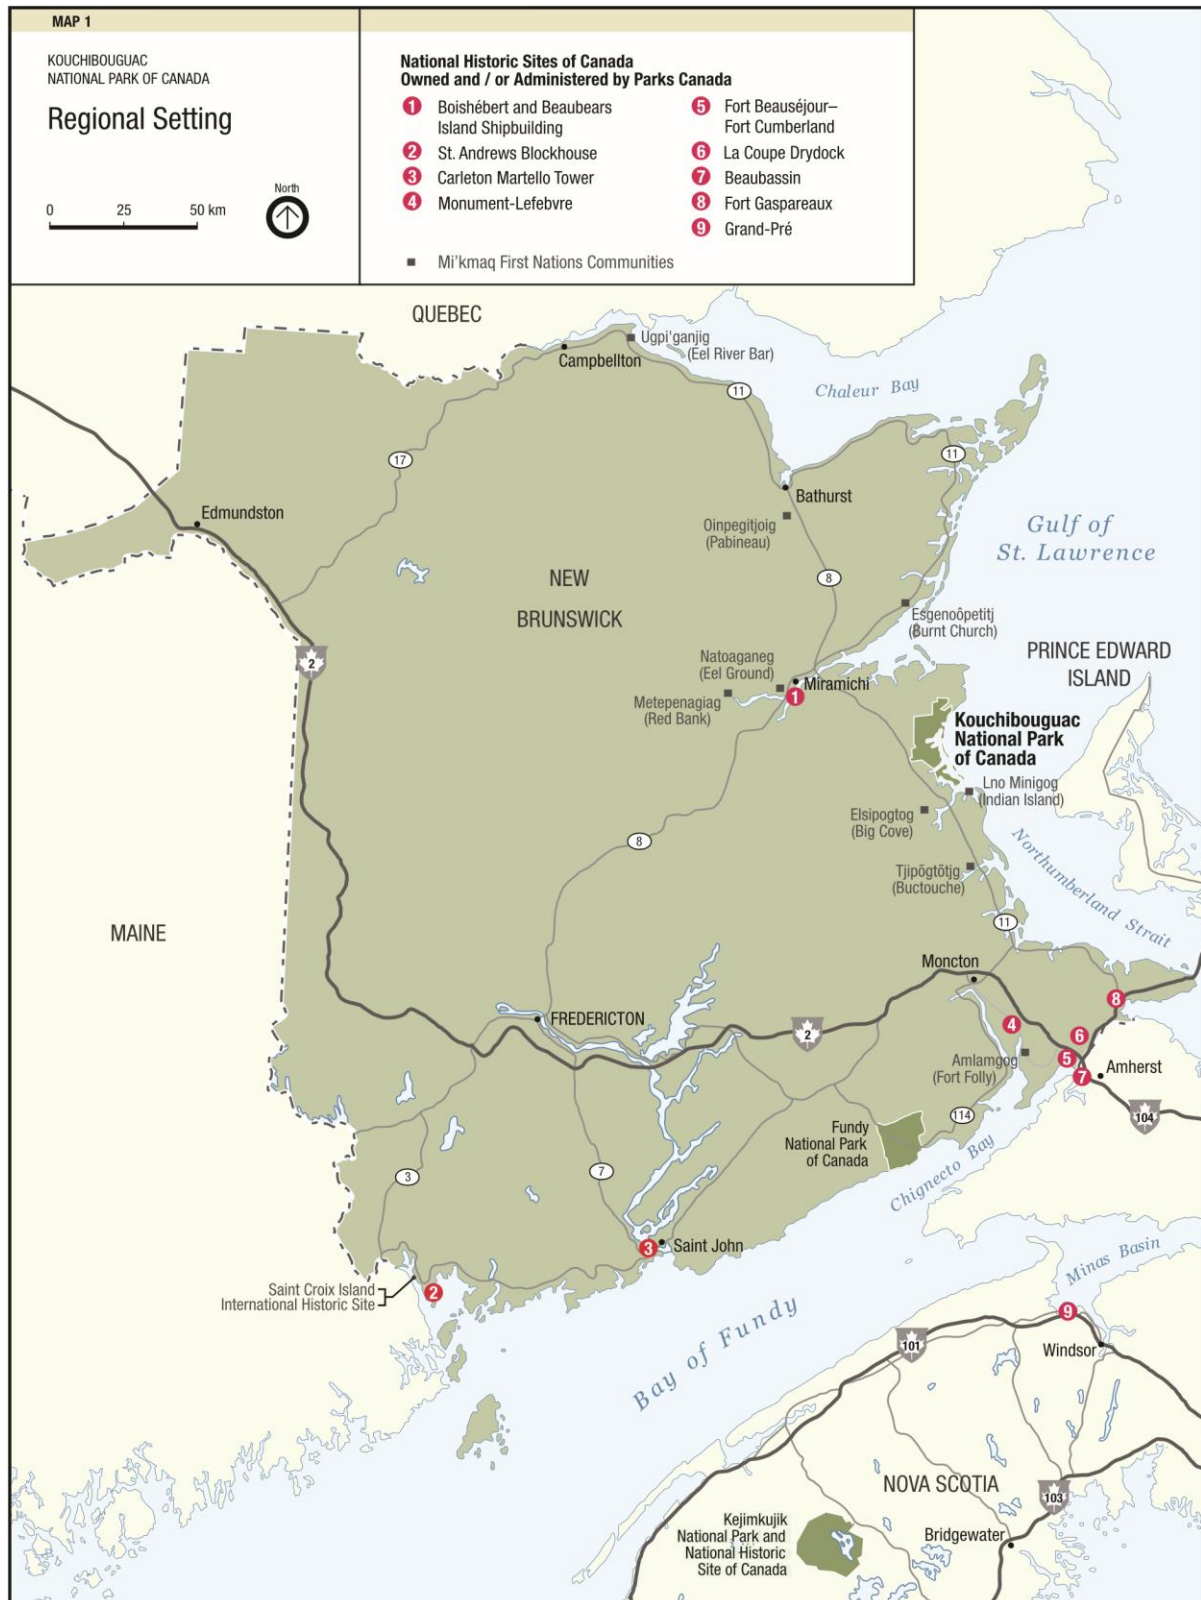 MAP 1
KOUCHIBOUGUAC
NATIONAL PARK OF CANADA
Regional Setting
0 25 50 km
North
National Historic Sites of Canada
Owned and / or Administered by Parks Canada
1 Boishébert and Beaubears
Island Shipbuilding
2 St. Andrews Blockhouse
3 Carleton Martello Tower
4 Monument-Lefebvre
5 Fort Beauséjour–
Fort Cumberland
6 La Coupe Drydock
7 Beaubassin
8 Fort Gaspareaux
9 Grand-Pré
Mi'kmaq First Nations Communities
QUEBEC
Ugpi'ganjig
(Eel River Bar)
Campbellton
Chaleur Bay
11
17
11
Bathurst
Edmundston
Oinpegitjoig
(Pabineau)
Gulf of
St. Lawrence
NEW
BRUNSWICK
8
Esgenoôpetitj
(Burnt Church)
PRINCE EDWARD
ISLAND
2
Natoaganeg
(Eel Ground)
Miramichi
Metepenagiag
(Red Bank)
1
Kouchibouguac
National Park
of Canada
Lno Minigog
(Indian Island)
Elsipogtog
(Big Cove)
8
Northumberland Strait
Tjipõgtõtjg
(Buctouche)
11
MAINE
Moncton
8
FREDERICTON
2
4
6
5
7
Amherst
Amlamgog
(Fort Folly)
104
114
Fundy
National Park
of Canada
Chignecto Bay
3
7
3
Saint John
Saint Croix Island
International Historic Site
2
Minas Basin
Bay of Fundy
9
101
Windsor
NOVA SCOTIA
103
Kejimkujik
National Park and
National Historic
Site of Canada
Bridgewater